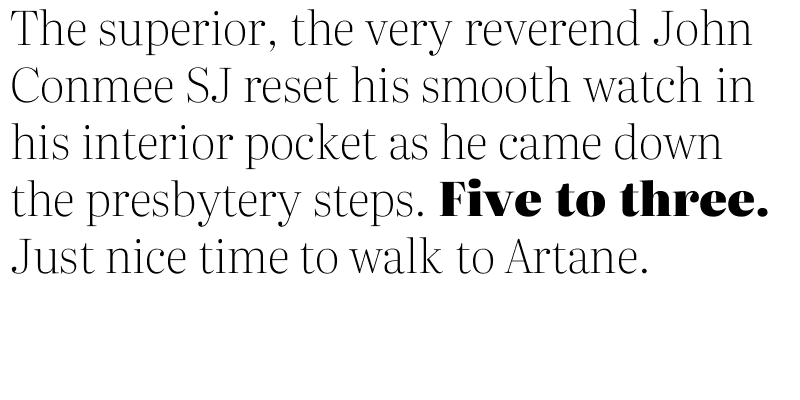 The superior, the very reverend John
Conmee SJ reset his smooth watch in
his interior pocket as he came down
the presbytery steps. Five to three.
Just nice time to walk to Artane.